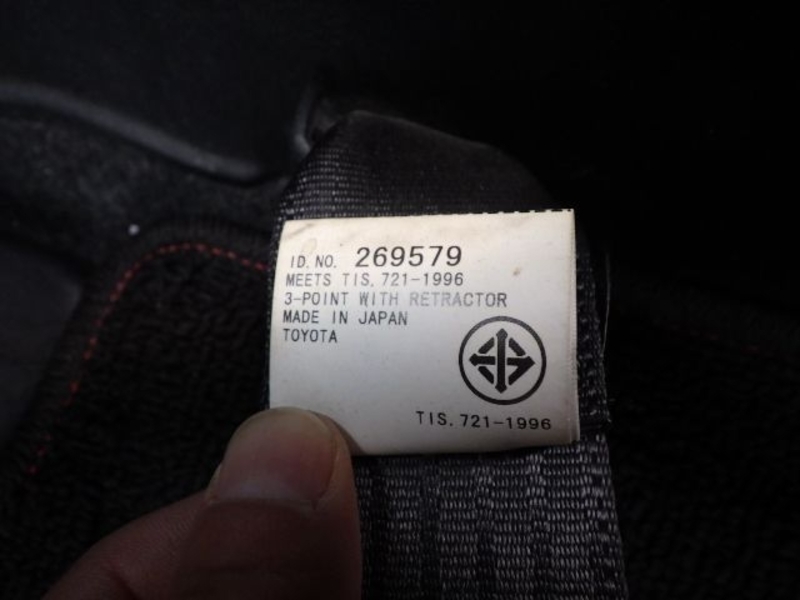 ID. NO. 269579
MEETS TIS. 721-1996
3-POINT WITH RETRACTOR
MADE IN JAPAN
TOYOTA
TIS. 721-1996